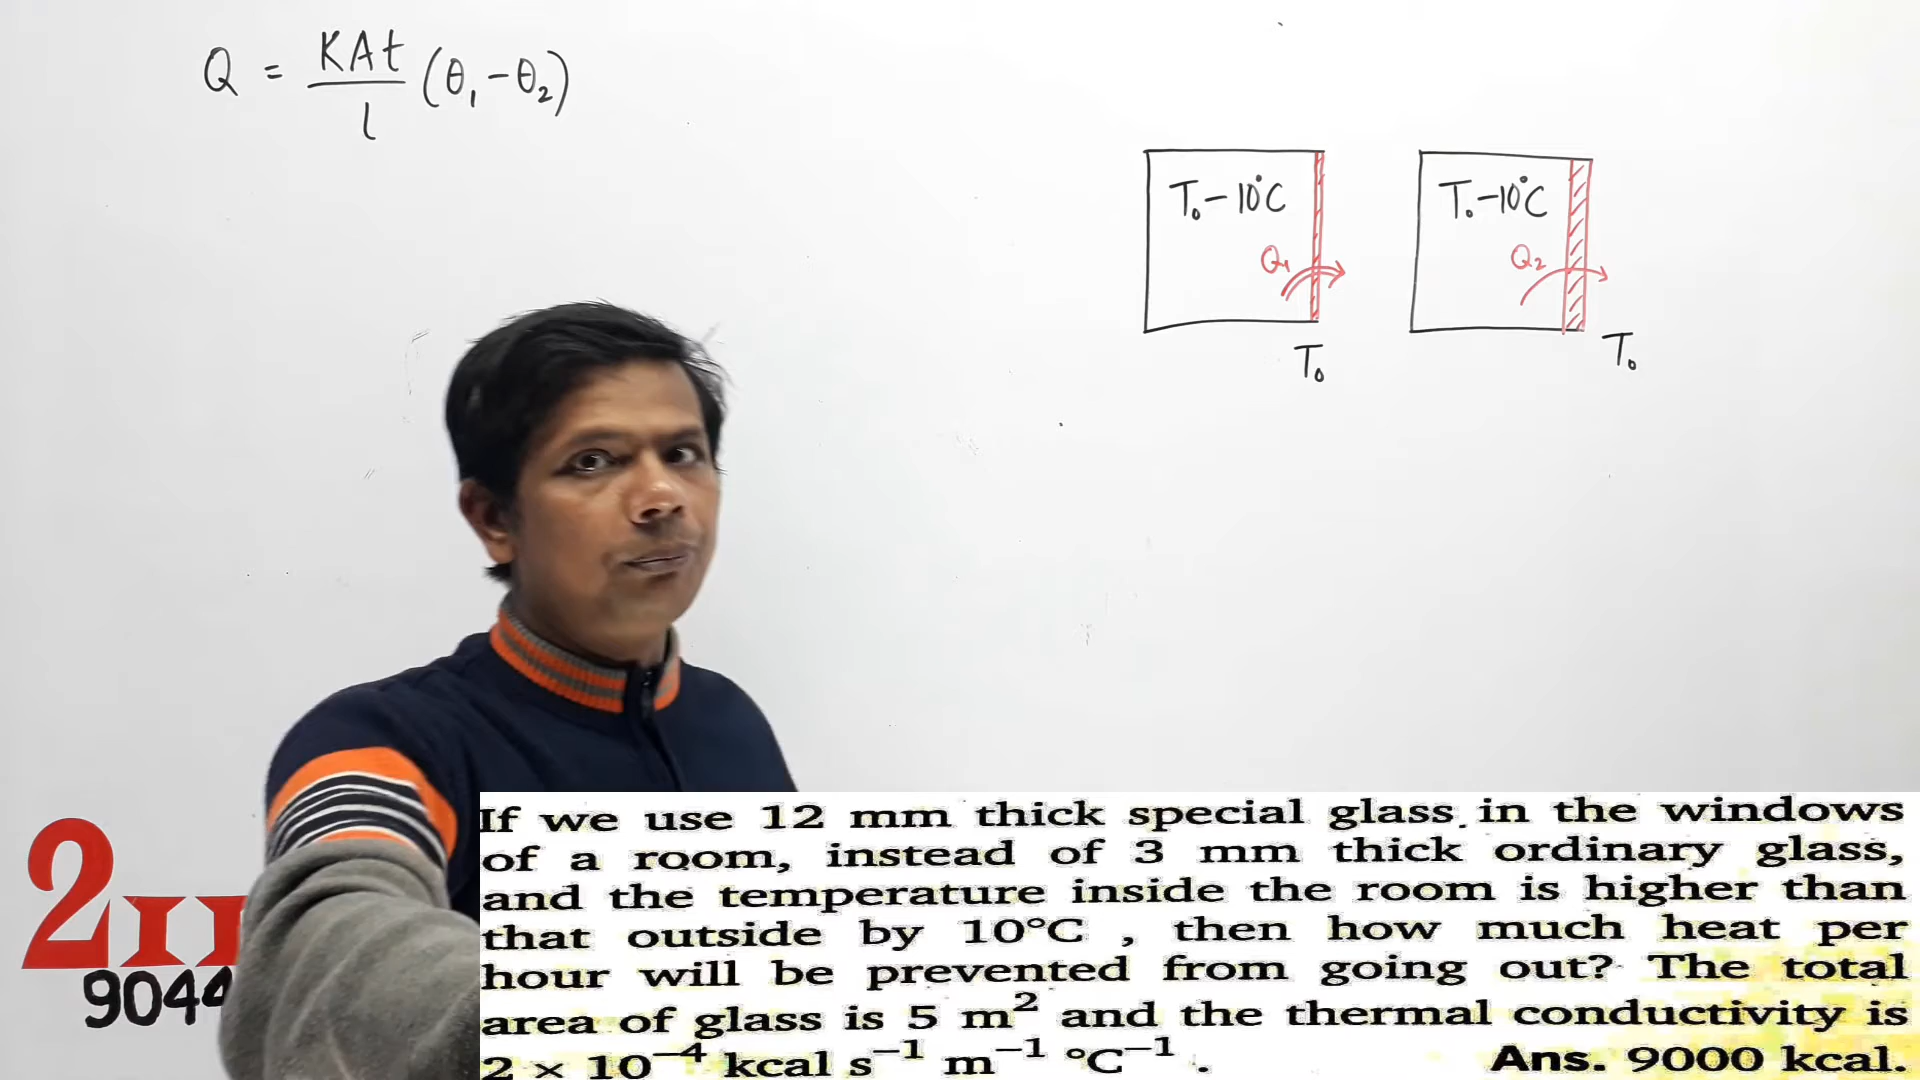 Q = KAt/l (θ₁-θ₂)
T₀-10°C
Q₁
T₀
T₀-10°C
Q₂
T₀
If we use 12 mm thick special glass in the windows
of a room, instead of 3 mm thick ordinary glass,
and the temperature inside the room is higher than
that outside by 10°C , then how much heat per
hour will be prevented from going out? The total
area of glass is 5 m² and the thermal conductivity is
2 × 10⁻⁴ kcal s⁻¹ m⁻¹ °C⁻¹ . Ans. 9000 kcal.